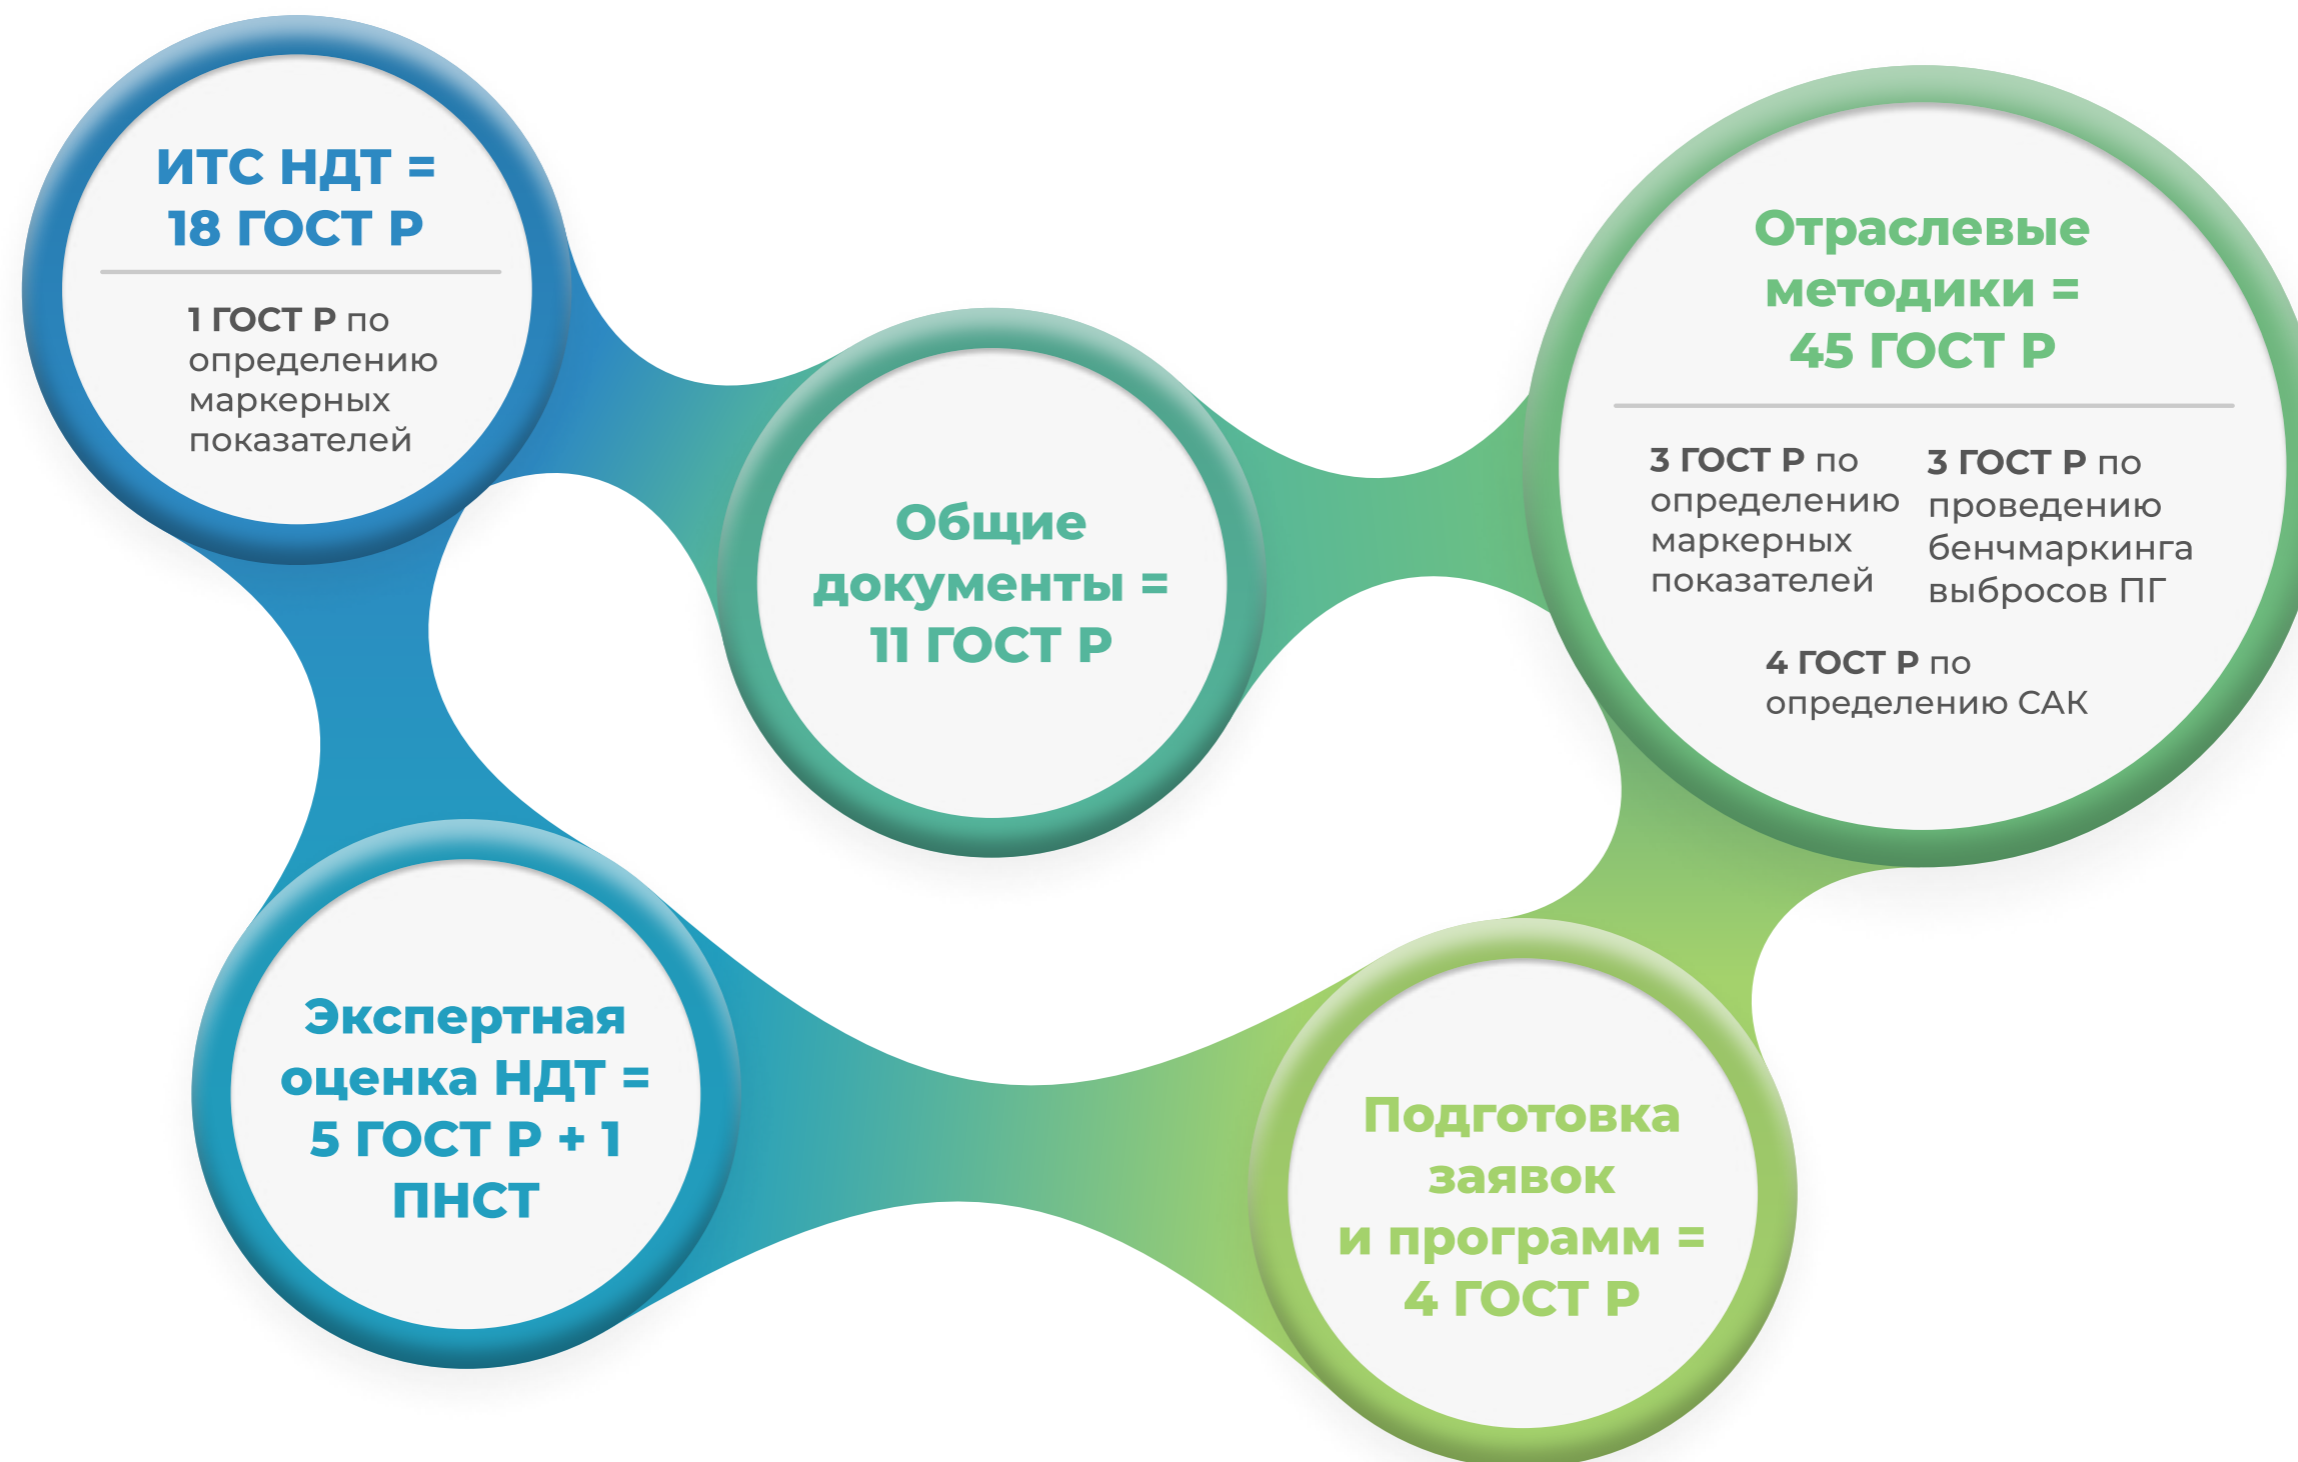 ИТС НДТ =
18 ГОСТ Р
1 ГОСТ Р по
определению
маркерных
показателей
Общие
документы =
11 ГОСТ Р
Отраслевые
методики =
45 ГОСТ Р
3 ГОСТ Р по
определению
маркерных
показателей
3 ГОСТ Р по
проведению
бенчмаркинга
выбросов ПГ
4 ГОСТ Р по
определению САК
Экспертная
оценка НДТ =
5 ГОСТ Р + 1
ПНСТ
Подготовка
заявок
и программ =
4 ГОСТ Р